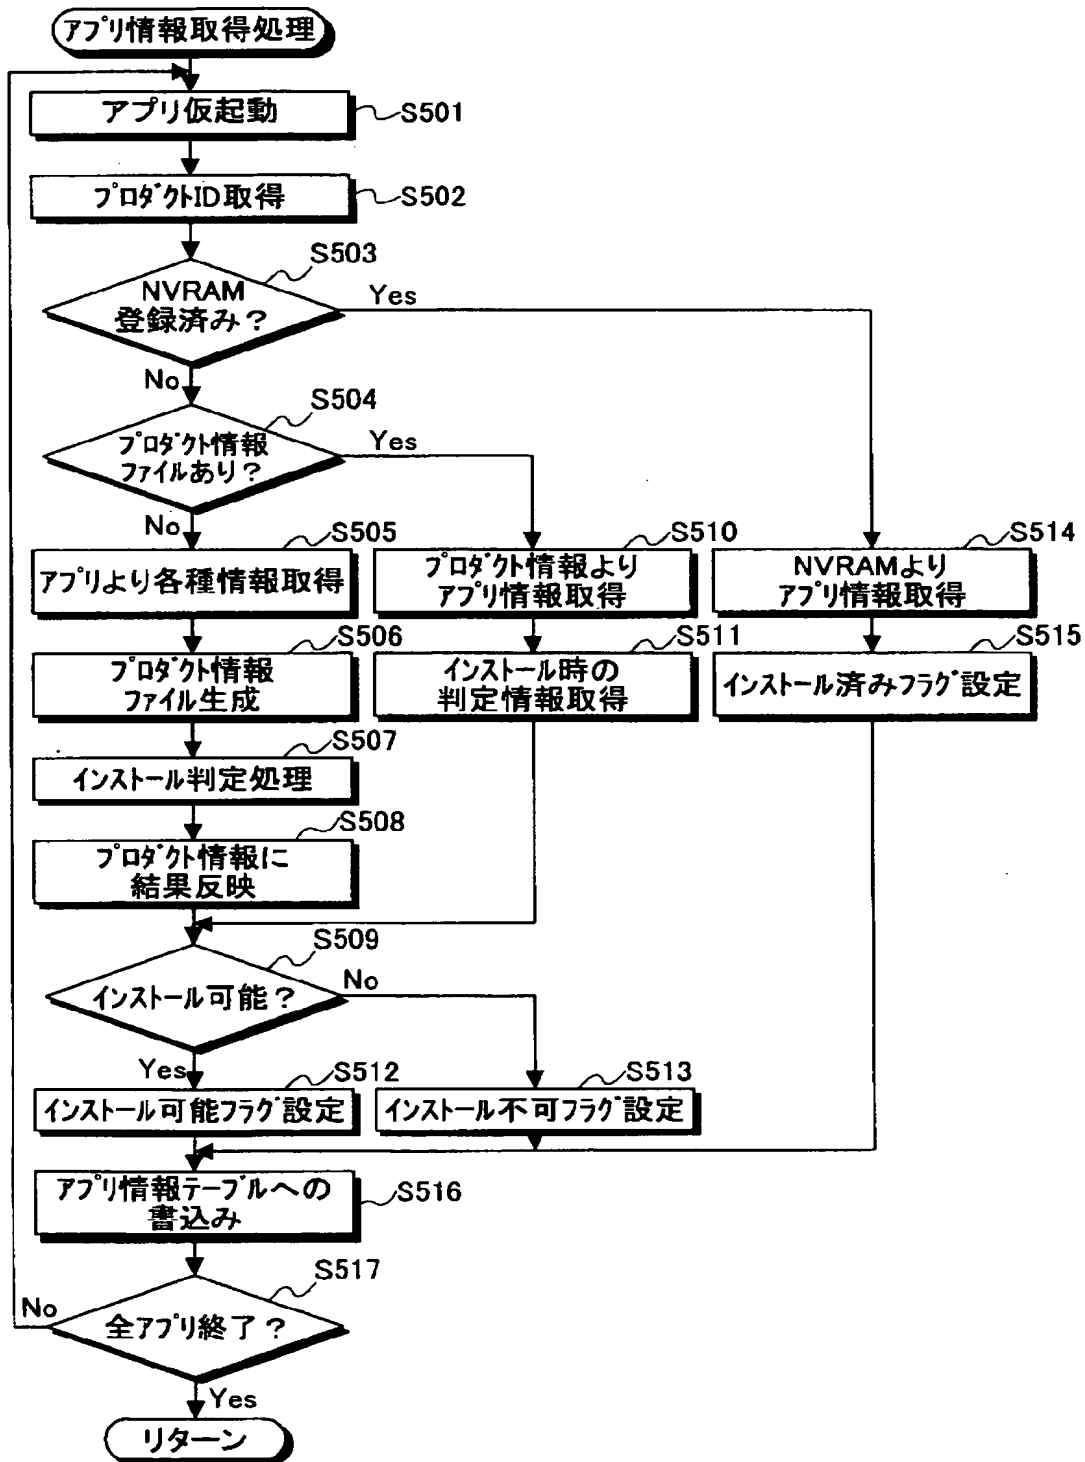 アプリ情報取得処理
アプリ仮起動
S501
プロダクトID取得
S502
S503
NVRAM
登録済み？
Yes
No
S504
プロダクト情報
ファイルあり？
Yes
No
S505
アプリより各種情報取得
S510
プロダクト情報より
アプリ情報取得
S514
NVRAMより
アプリ情報取得
S506
プロダクト情報
ファイル生成
S511
インストール時の
判定情報取得
S515
インストール済みフラグ設定
S507
インストール判定処理
S508
プロダクト情報に
結果反映
S509
インストール可能？
No
Yes
S512
インストール可能フラグ設定
S513
インストール不可フラグ設定
アプリ情報テーブルへの
書込み
S516
S517
全アプリ終了？
No
Yes
リターン